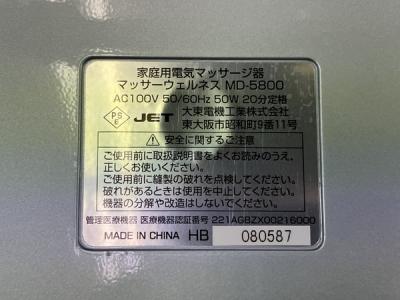 家庭用電気マッサージ器
マッサーウェルネス MD-5800
AC100V 50/60Hz 50W 20分定格
PSE JET 大東電機工業株式会社
東大阪市昭和町9番11号
⚠安全に関するご注意
ご使用前に取扱説明書をよくお読みのうえ、
正しくお使いください。
ご使用前に縫製の破れを点検してください。
破れがあるときは使用を中止してください。
機器の分解や改造はしないでください。
管理医療機器 医療機器認証番号 221AGBZX00216000
MADE IN CHINA HB 080587